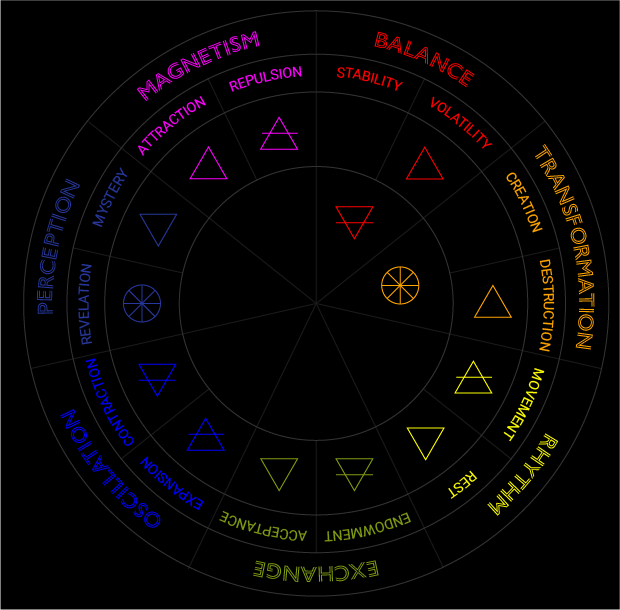 MAGNETISM
BALANCE
REPULSION
STABILITY
ATTRACTION
VOLATILITY
TRANSFORMATION
CREATION
MYSTERY
PERCEPTION
REVELATION
DESTRUCTION
CONTRACTION
MOVEMENT
OSCILLATION
RHYTHM
EXPANSION
REST
ACCEPTANCE
ENDOWMENT
EXCHANGE